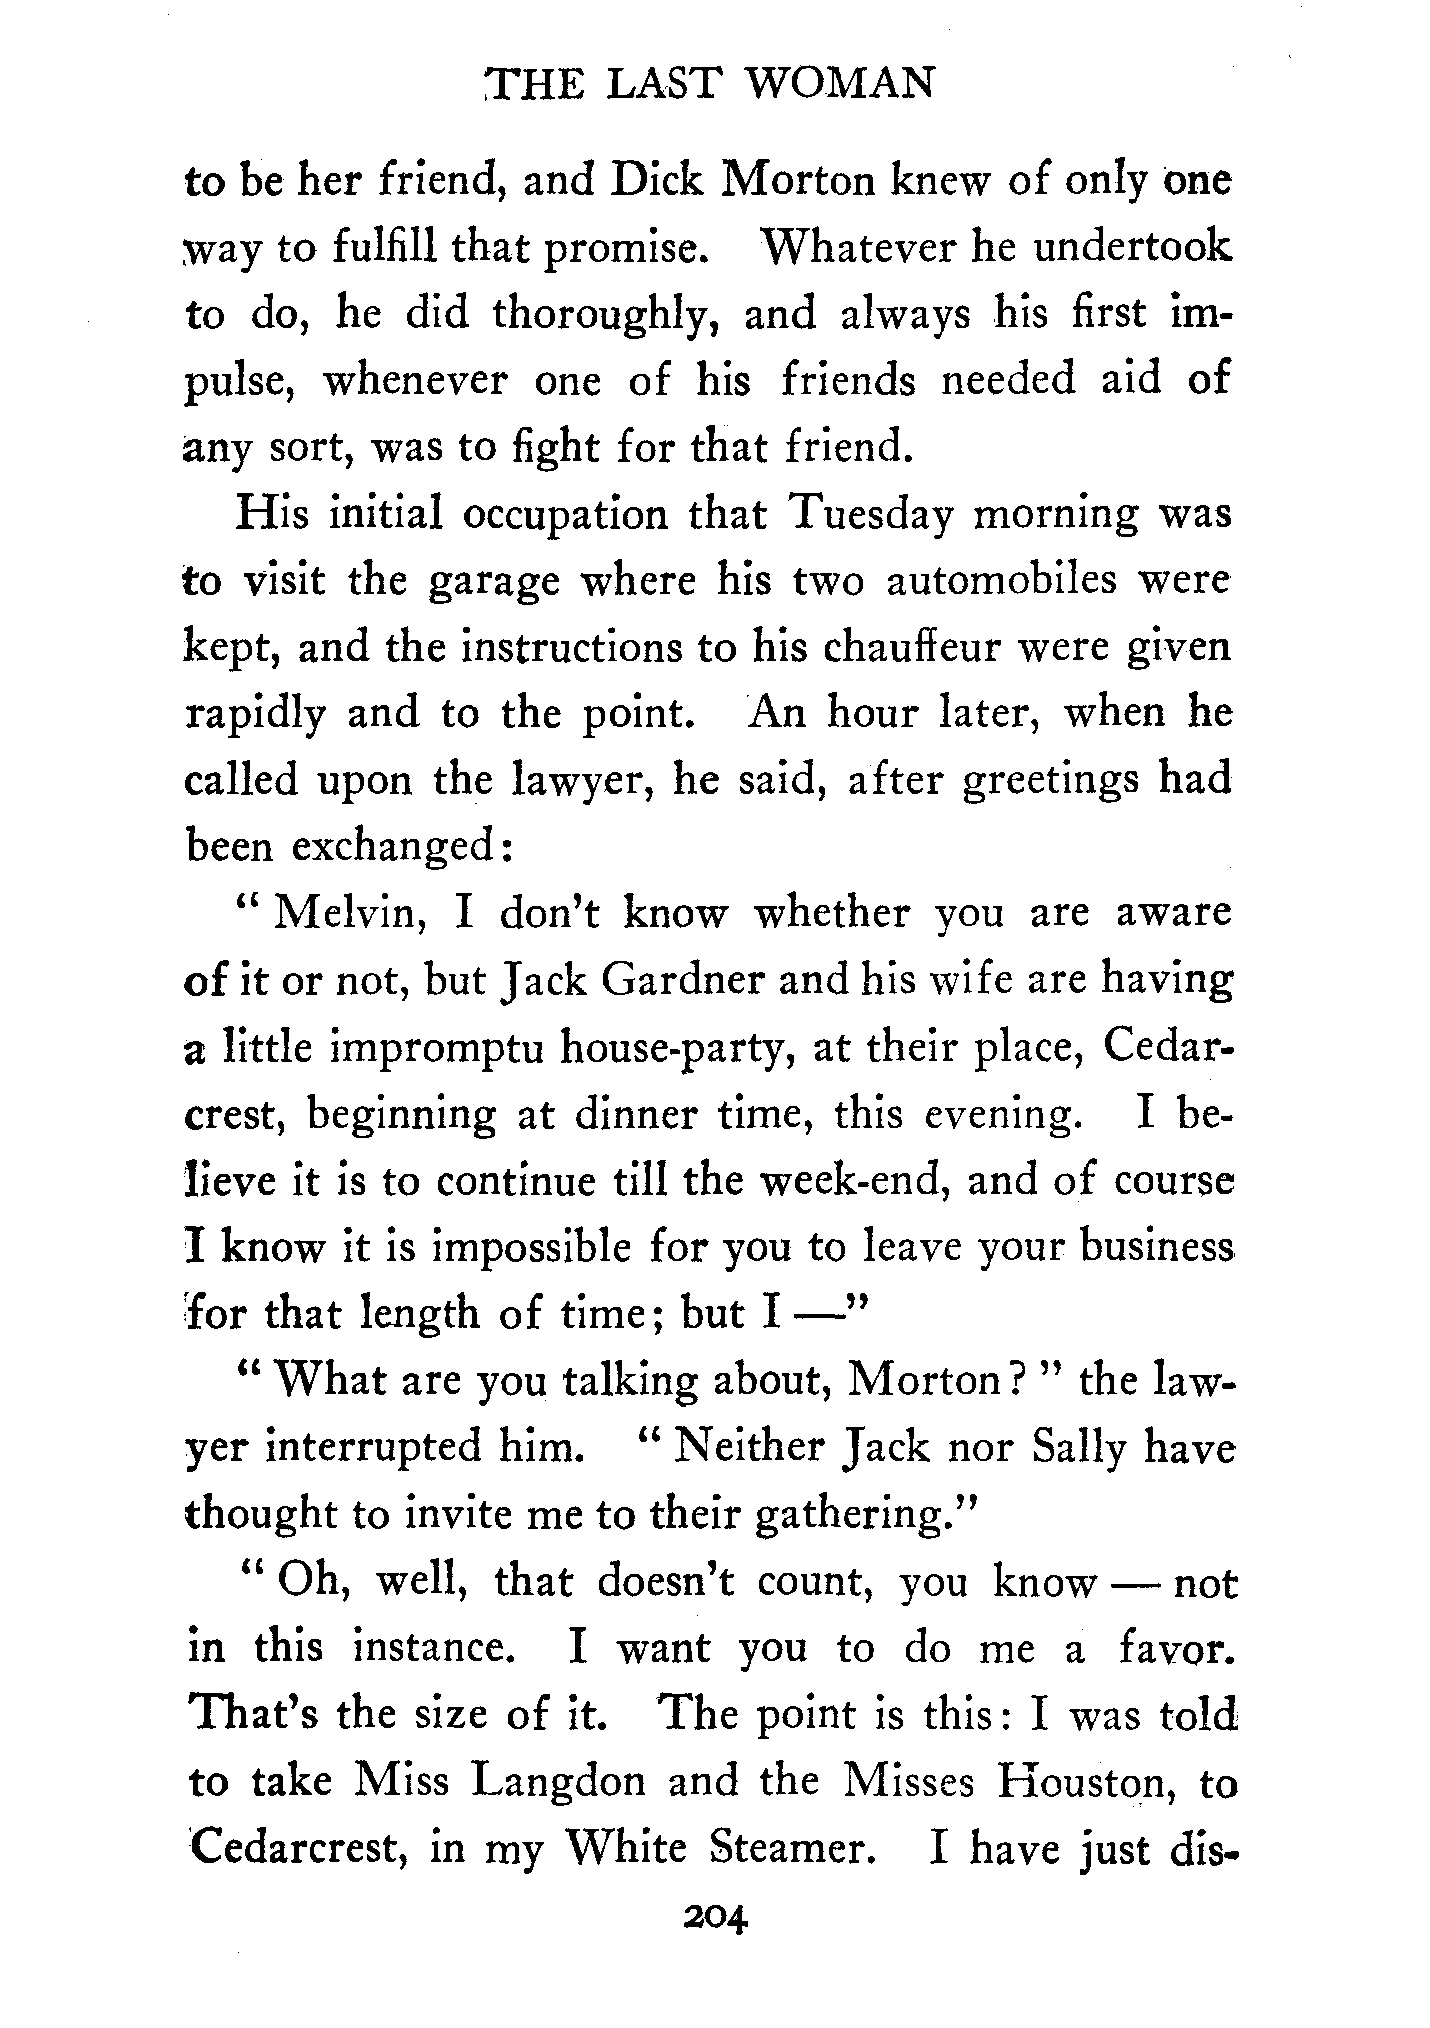 THE LAST WOMAN
to be her friend, and Dick Morton knew of only one
way to fulfill that promise. Whatever he undertook
to do, he did thoroughly, and always his first im-
pulse, whenever one of his friends needed aid of
any sort, was to fight for that friend.
His initial occupation that Tuesday morning was
to visit the garage where his two automobiles were
kept, and the instructions to his chauffeur were given
rapidly and to the point. An hour later, when he
called upon the lawyer, he said, after greetings had
been exchanged:
" Melvin, I don't know whether you are aware
of it or not, but Jack Gardner and his wife are having
a little impromptu house-party, at their place, Cedar-
crest, beginning at dinner time, this evening. I be-
lieve it is to continue till the week-end, and of course
I know it is impossible for you to leave your business
for that length of time; but I —"
" What are you talking about, Morton? " the law-
yer interrupted him. " Neither Jack nor Sally have
thought to invite me to their gathering."
" Oh, well, that doesn't count, you know — not
in this instance. I want you to do me a favor.
That's the size of it. The point is this: I was told
to take Miss Langdon and the Misses Houston, to
Cedarcrest, in my White Steamer. I have just dis-
204